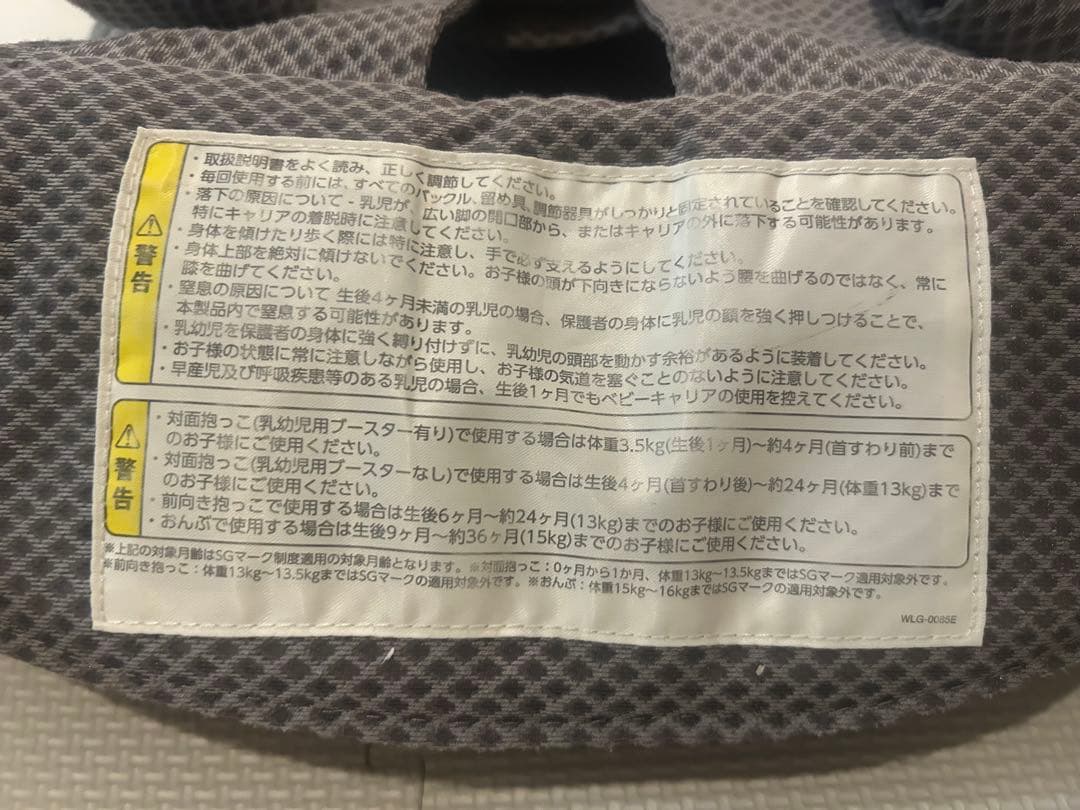 警告
・取扱説明書をよく読み、正しく調節してください。
・毎回使用する前には、すべてのバックル、留め具、調節器具がしっかりと固定されていることを確認してください。
・落下の原因について - 乳児が、広い脚の開口部から、またはキャリアの外に落下する可能性があります。
特にキャリアの着脱時に注意してください。
・身体を傾けたり歩く際には特に注意し、手で必ず支えるようにしてください。
・身体上部を絶対に傾けないでください。お子様の頭が下向きにならないよう腰を曲げるのではなく、常に
膝を曲げてください。
・窒息の原因について 生後4ヶ月未満の乳児の場合、保護者の身体に乳児の顔を強く押しつけることで、
本製品内で窒息する可能性があります。
・乳幼児を保護者の身体に強く縛り付けずに、乳幼児の頭部を動かす余裕があるように装着してください。
・お子様の状態に常に注意しながら使用し、お子様の気道を塞ぐことのないように注意してください。
・早産児及び呼吸疾患等のある乳児の場合、生後1ヶ月でもベビーキャリアの使用を控えてください。
警告
・対面抱っこ(乳幼児用ブースター有り)で使用する場合は体重3.5kg(生後1ヶ月)~約4ヶ月(首すわり前)まで
のお子様にご使用ください。
・対面抱っこ(乳幼児用ブースターなし)で使用する場合は生後4ヶ月(首すわり後)~約24ヶ月(体重13kg)まで
のお子様にご使用ください。
・前向き抱っこで使用する場合は生後6ヶ月~約24ヶ月(13kg)までのお子様にご使用ください。
・おんぶで使用する場合は生後9ヶ月~約36ヶ月(15kg)までのお子様にご使用ください。
※上記の対象月齢はSGマーク制度適用の対象月齢となります。※対面抱っこ:0ヶ月から1か月、体重13kg~13.5kgまではSGマーク適用対象外です。
※前向き抱っこ:体重13kg~13.5kgまではSGマークの適用対象外です。※おんぶ:体重15kg~16kgまではSGマークの適用対象外です。
WLG-0085E